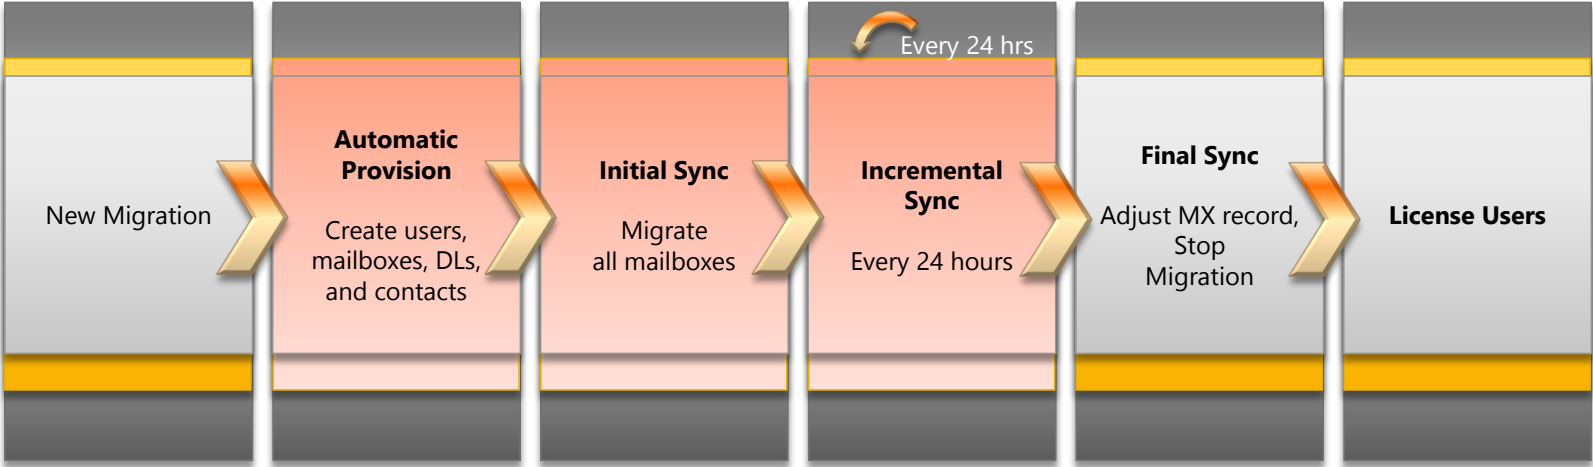 New Migration
Automatic
Provision
Create users,
mailboxes, DLs,
and contacts
Initial Sync
Migrate
all mailboxes
Every 24 hrs
Incremental
Sync
Every 24 hours
Final Sync
Adjust MX record,
Stop
Migration
License Users